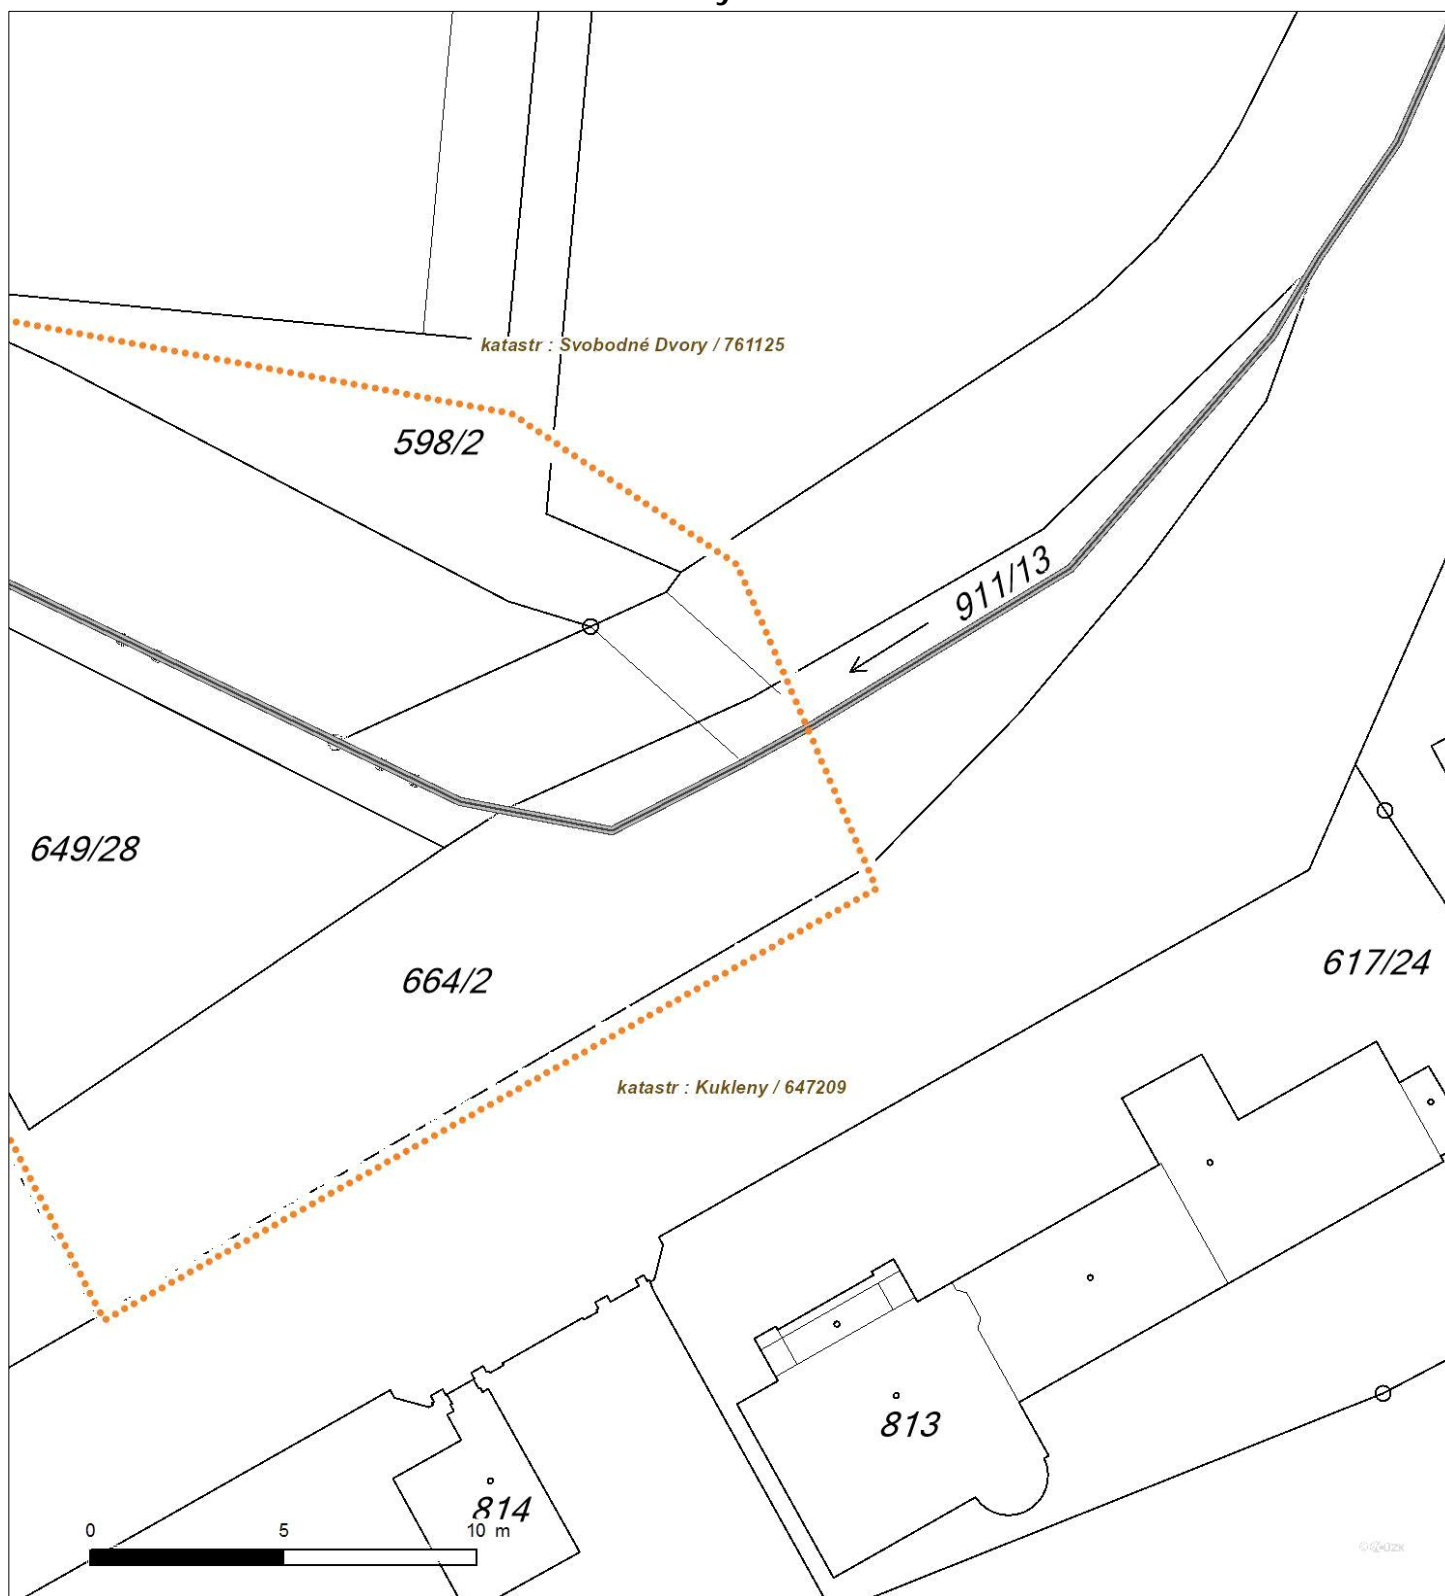 katastr : Svobodné Dvory / 761125
598/2
911/13
649/28
664/2
617/24
katastr : Kukleny / 647209
813
814
0 5 10 m